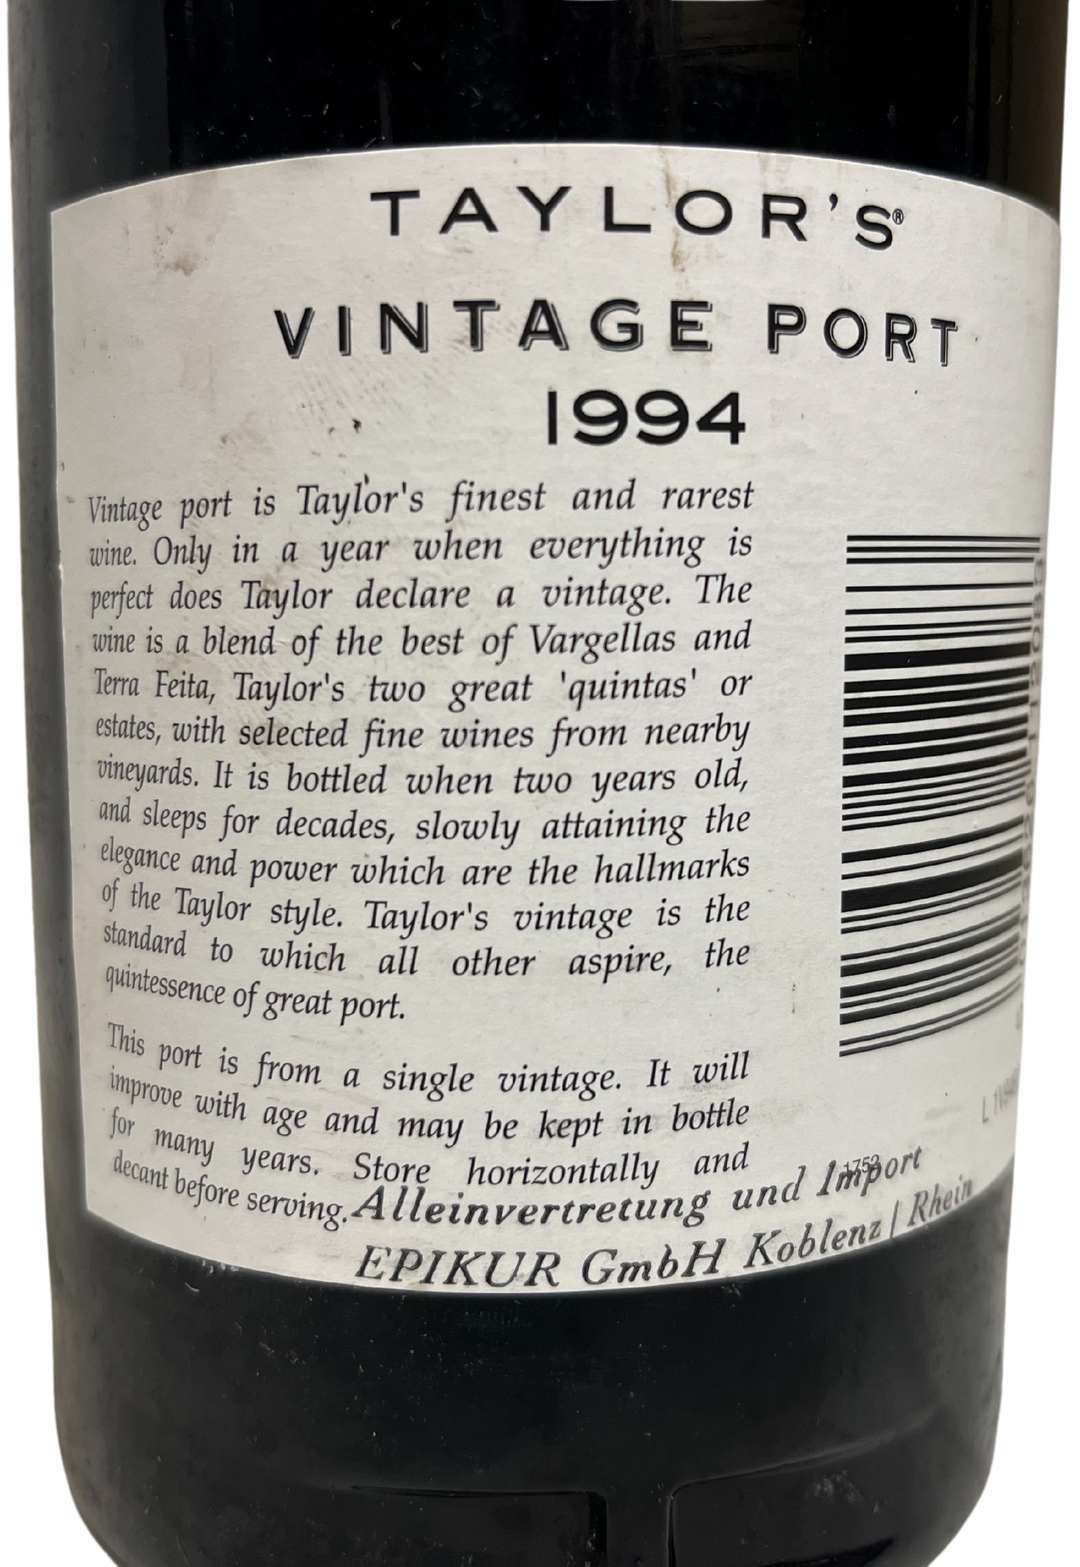 TAYLOR'S®
VINTAGE PORT
1994
Vintage port is Taylor's finest and rarest
wine. Only in a year when everything is
perfect does Taylor declare a vintage. The
wine is a blend of the best of Vargellas and
Terra Feita, Taylor's two great 'quintas' or
estates, with selected fine wines from nearby
vineyards. It is bottled when two years old,
and sleeps for decades, slowly attaining the
elegance and power which are the hallmarks
of the Taylor style. Taylor's vintage is the
standard to which all other aspire, the
quintessence of great port.
This port is from a single vintage. It will
improve with age and may be kept in bottle
for many years. Store horizontally and
decant before serving.
1753
Alleinvertretung und Import
EPIKUR GmbH Koblenz / Rhein